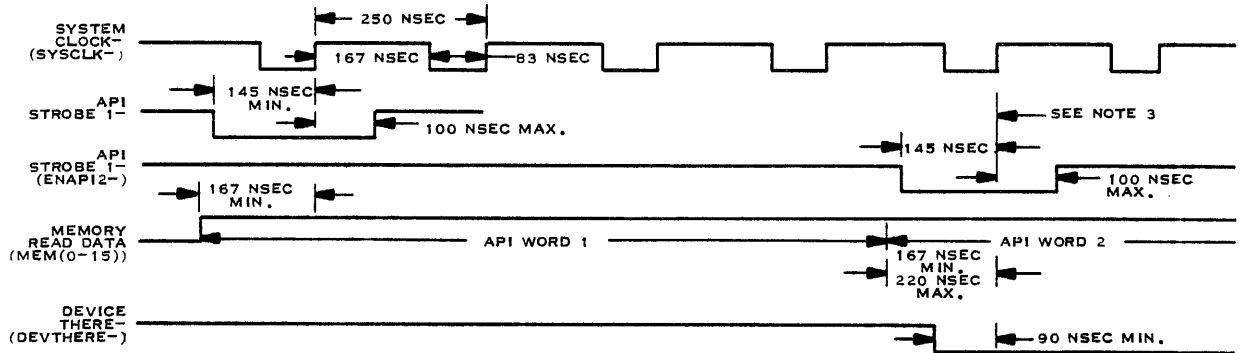 SYSTEM
CLOCK-
(SYSCLK-)
250 NSEC
167 NSEC
83 NSEC
API
STROBE 1-
145 NSEC
MIN.
100 NSEC MAX.
SEE NOTE 3
API
STROBE 1-
(ENAPI2-)
145 NSEC
100 NSEC
MAX.
167 NSEC
MIN.
MEMORY
READ DATA
(MEM(0-15))
API WORD 1
API WORD 2
167 NSEC
MIN.
220 NSEC
MAX.
DEVICE
THERE-
(DEVTHERE-)
90 NSEC MIN.